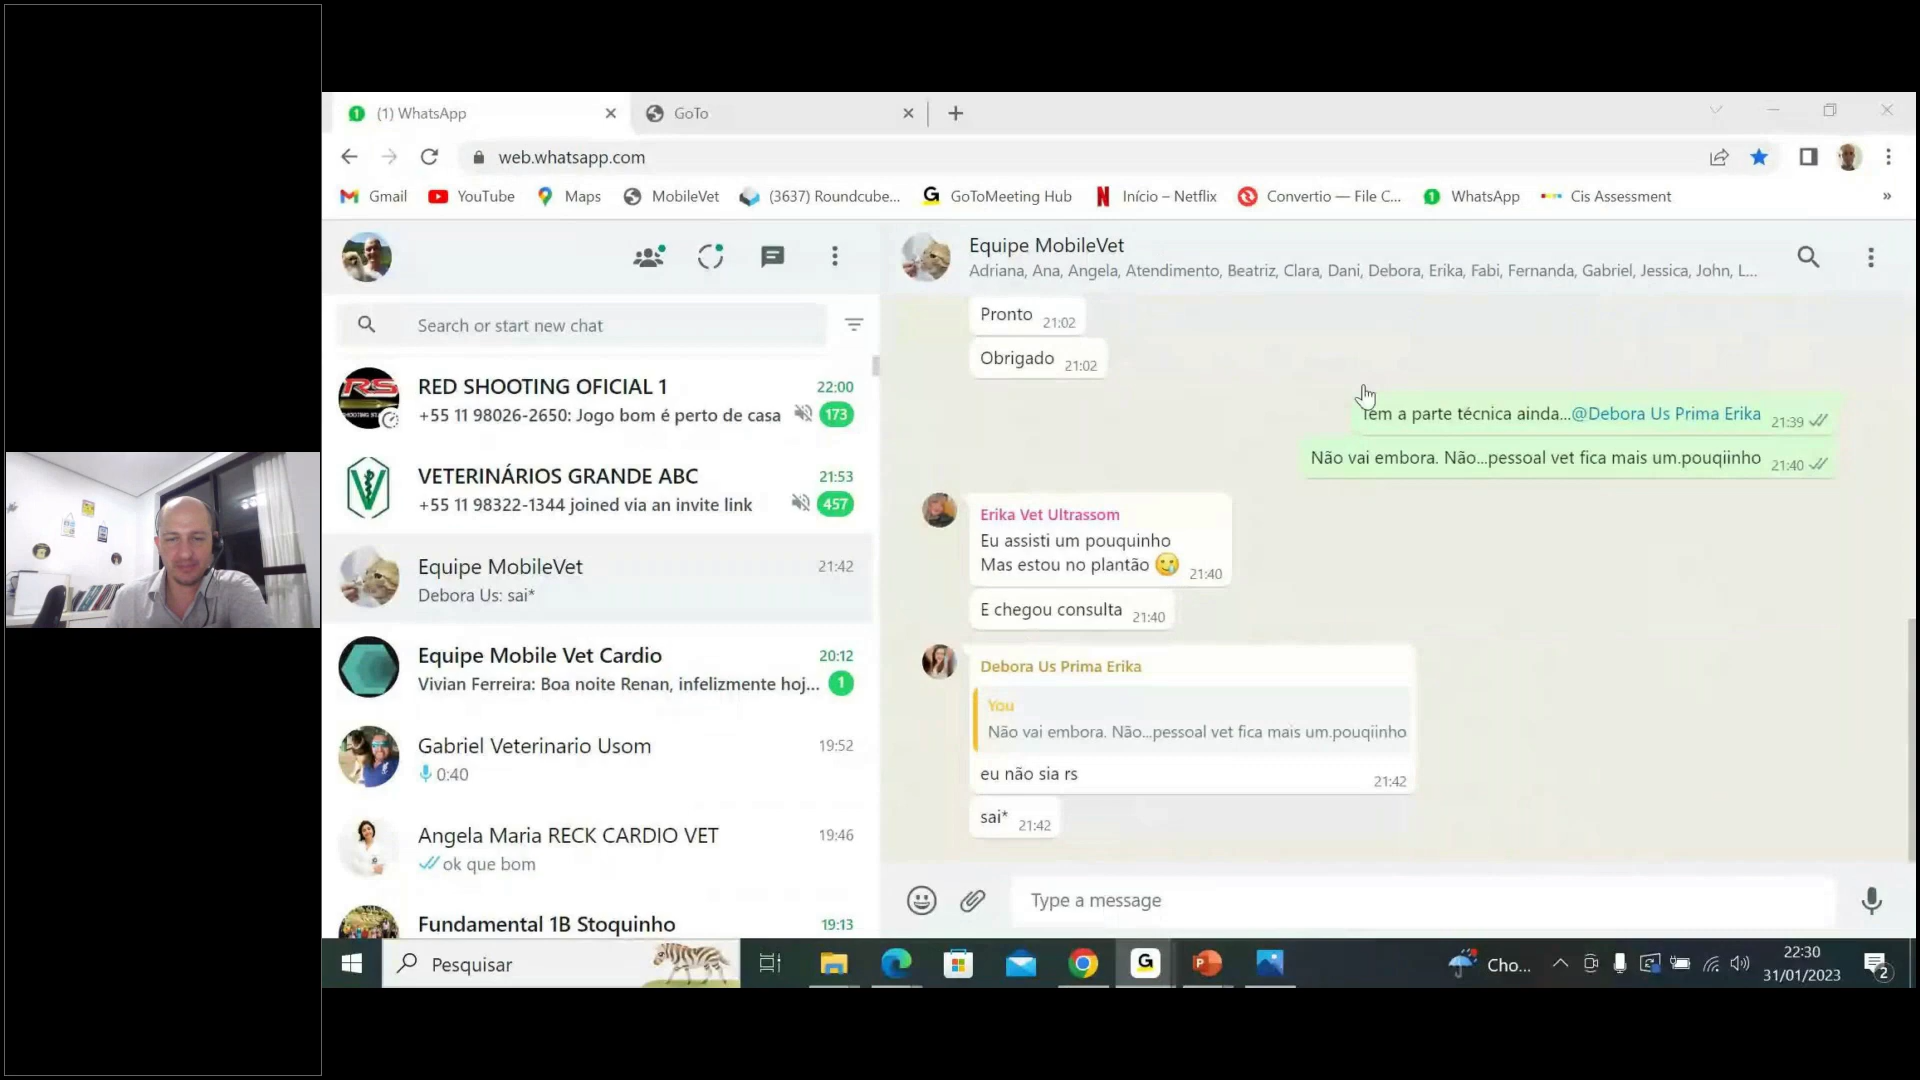 (1) WhatsApp
GoTo
web.whatsapp.com
Gmail
YouTube
Maps
MobileVet
(3637) Roundcube...
G
GoToMeeting Hub
Início – Netflix
Convertio — File C...
WhatsApp
Cis Assessment
»
Equipe MobileVet
Adriana, Ana, Angela, Atendimento, Beatriz, Clara, Dani, Debora, Erika, Fabi, Fernanda, Gabriel, Jessica, John, L...
Search or start new chat
RS
RED SHOOTING OFICIAL 1
22:00
+55 11 98026-2650: Jogo bom é perto de casa
173
VETERINÁRIOS GRANDE ABC
21:53
+55 11 98322-1344 joined via an invite link
457
Equipe MobileVet
21:42
Debora Us: sai*
Equipe Mobile Vet Cardio
20:12
Vivian Ferreira: Boa noite Renan, infelizmente hoj...
1
Gabriel Veterinario Usom
19:52
0:40
Angela Maria RECK CARDIO VET
19:46
ok que bom
Fundamental 1B Stoquinho
19:13
Pronto
21:02
Obrigado
21:02
Tem a parte técnica ainda...@Debora Us Prima Erika
21:39
Não vai embora. Não...pessoal vet fica mais um.pouqiinho
21:40
Erika Vet Ultrassom
Eu assisti um pouquinho
Mas estou no plantão
21:40
E chegou consulta
21:40
Debora Us Prima Erika
You
Não vai embora. Não...pessoal vet fica mais um.pouqiinho
eu não sia rs
21:42
sai*
21:42
Type a message
Pesquisar
G
Cho...
22:30
31/01/2023
2